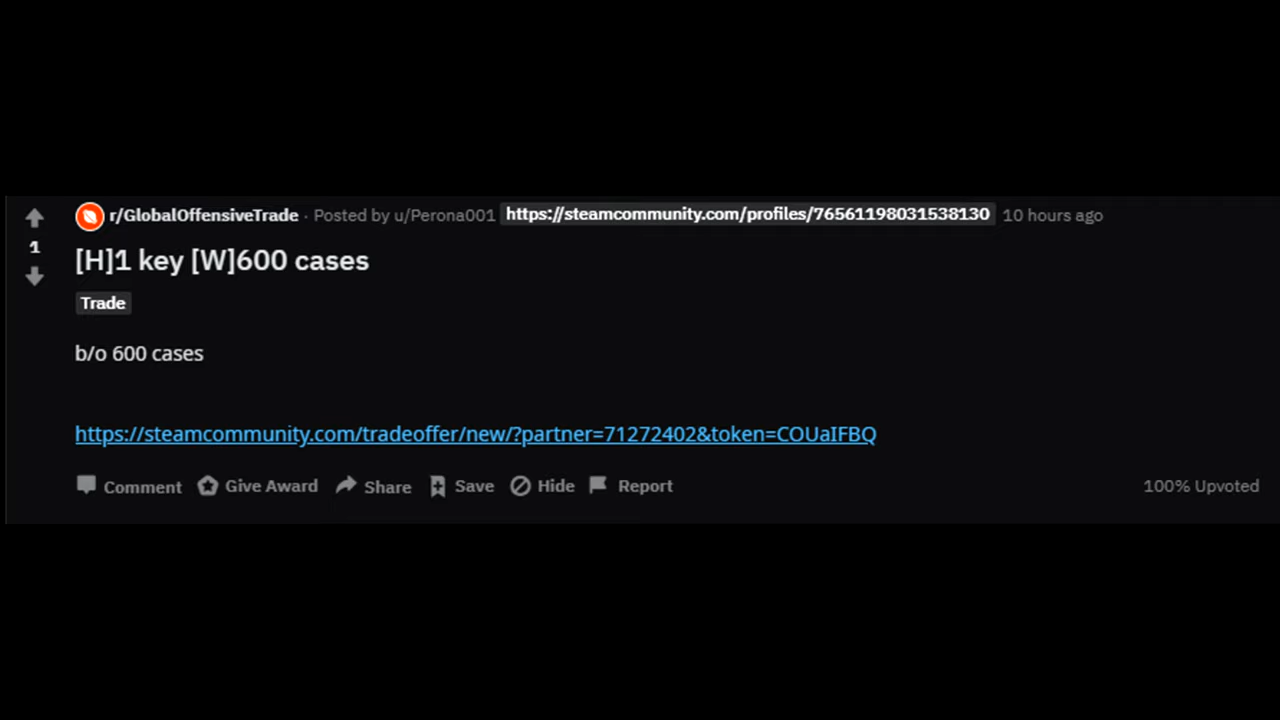 r/GlobalOffensiveTrade · Posted by u/Perona001 https://steamcommunity.com/profiles/76561198031538130 10 hours ago
1
[H]1 key [W]600 cases
Trade
b/o 600 cases
https://steamcommunity.com/tradeoffer/new/?partner=71272402&token=COUaIFBQ
Comment Give Award Share Save Hide Report 100% Upvoted